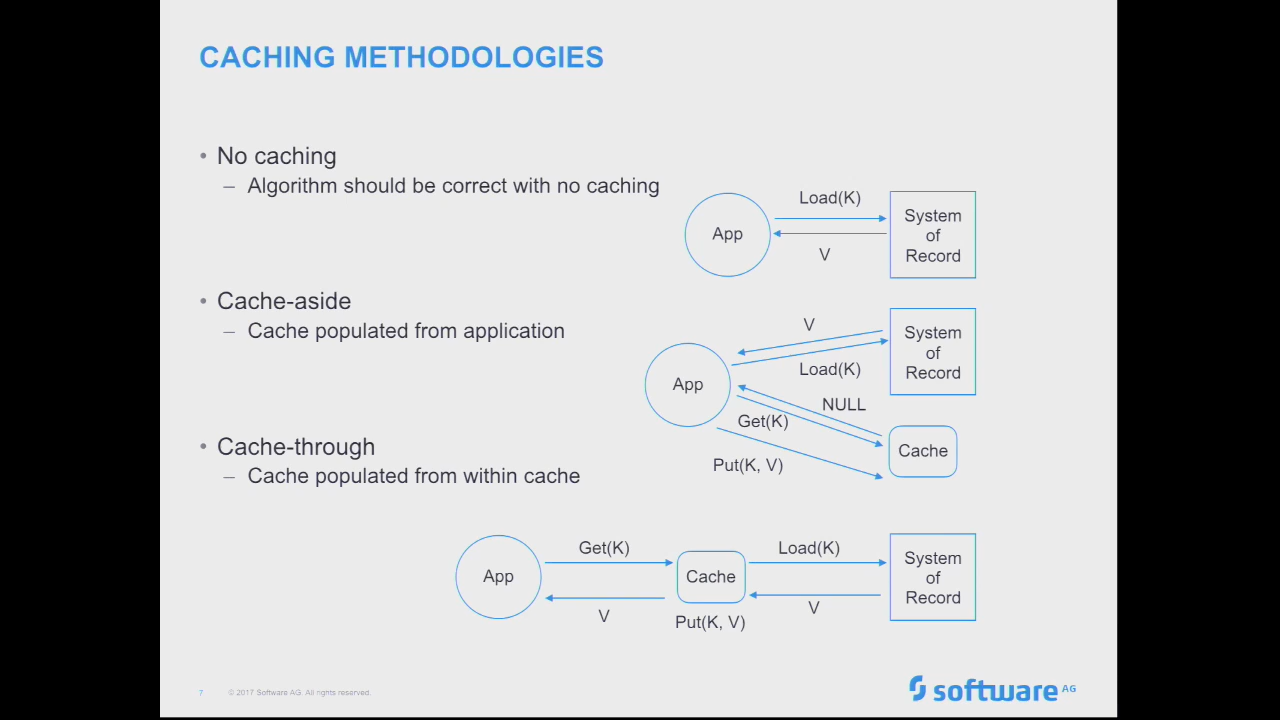 CACHING METHODOLOGIES
• No caching
– Algorithm should be correct with no caching
Load(K)
App
V
System
of
Record
• Cache-aside
– Cache populated from application
V
Load(K)
System
of
Record
App
NULL
Get(K)
Cache
Put(K, V)
• Cache-through
– Cache populated from within cache
App
Get(K)
V
Cache
Put(K, V)
Load(K)
V
System
of
Record
7
© 2017 Software AG. All rights reserved.
software AG